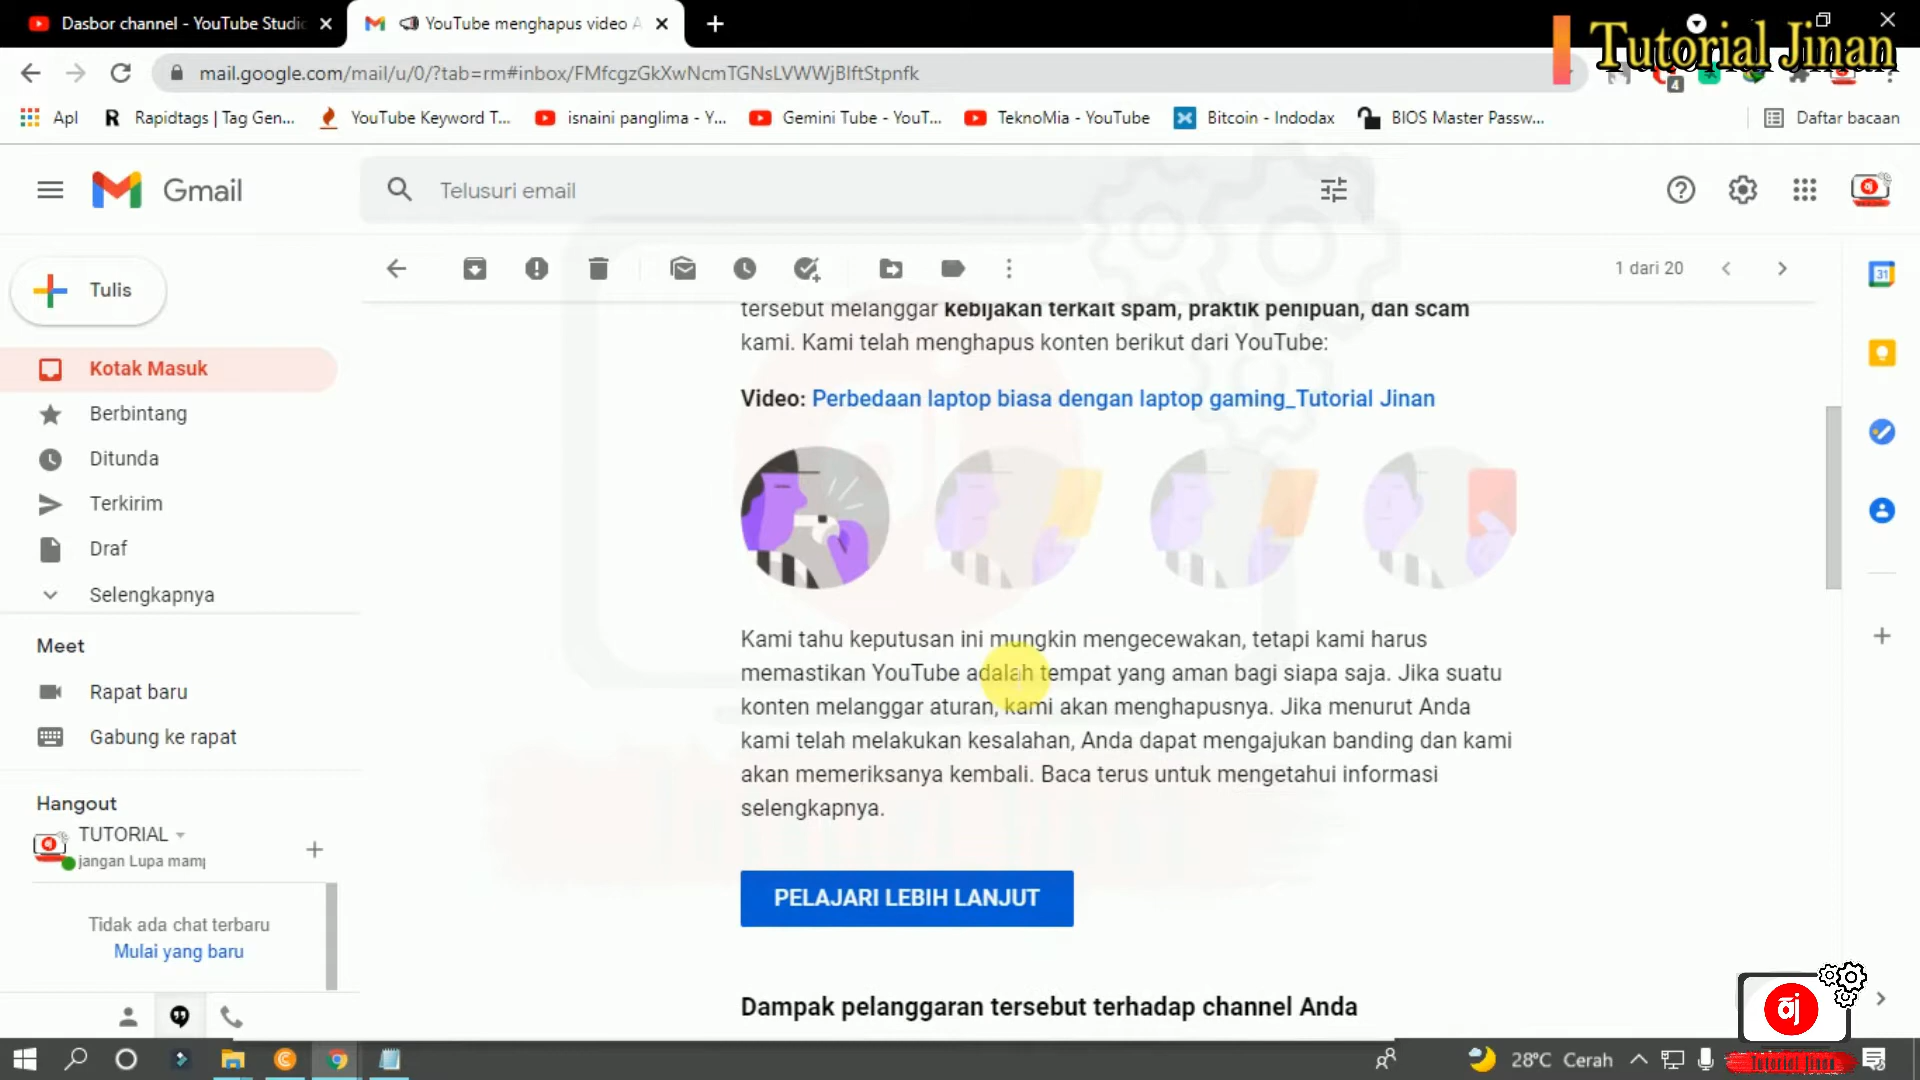 Dasbor channel - YouTube Studio
YouTube menghapus video A
Tutorial Jinan
mail.google.com/mail/u/0/?tab=rm#inbox/FMfcgzGkXwNcmTGNsLVWWjBlftStpnfk
4
Apl
Rapidtags | Tag Gen...
YouTube Keyword T...
isnaini panglima - Y...
Gemini Tube - YouT...
TeknoMia - YouTube
Bitcoin - Indodax
BIOS Master Passw...
Daftar bacaan
Gmail
Telusuri email
1 dari 20
31
Tulis
Kotak Masuk
Berbintang
Ditunda
Terkirim
Draf
Selengkapnya
Meet
Rapat baru
Gabung ke rapat
Hangout
TUTORIAL
jangan Lupa mamp
Tidak ada chat terbaru
Mulai yang baru
tersebut melanggar kebijakan terkait spam, praktik penipuan, dan scam
kami. Kami telah menghapus konten berikut dari YouTube:
Video: Perbedaan laptop biasa dengan laptop gaming_Tutorial Jinan
Kami tahu keputusan ini mungkin mengecewakan, tetapi kami harus
memastikan YouTube adalah tempat yang aman bagi siapa saja. Jika suatu
konten melanggar aturan, kami akan menghapusnya. Jika menurut Anda
kami telah melakukan kesalahan, Anda dapat mengajukan banding dan kami
akan memeriksanya kembali. Baca terus untuk mengetahui informasi
selengkapnya.
PELAJARI LEBIH LANJUT
Dampak pelanggaran tersebut terhadap channel Anda
aj
Tutorial Jinan
28°C Cerah